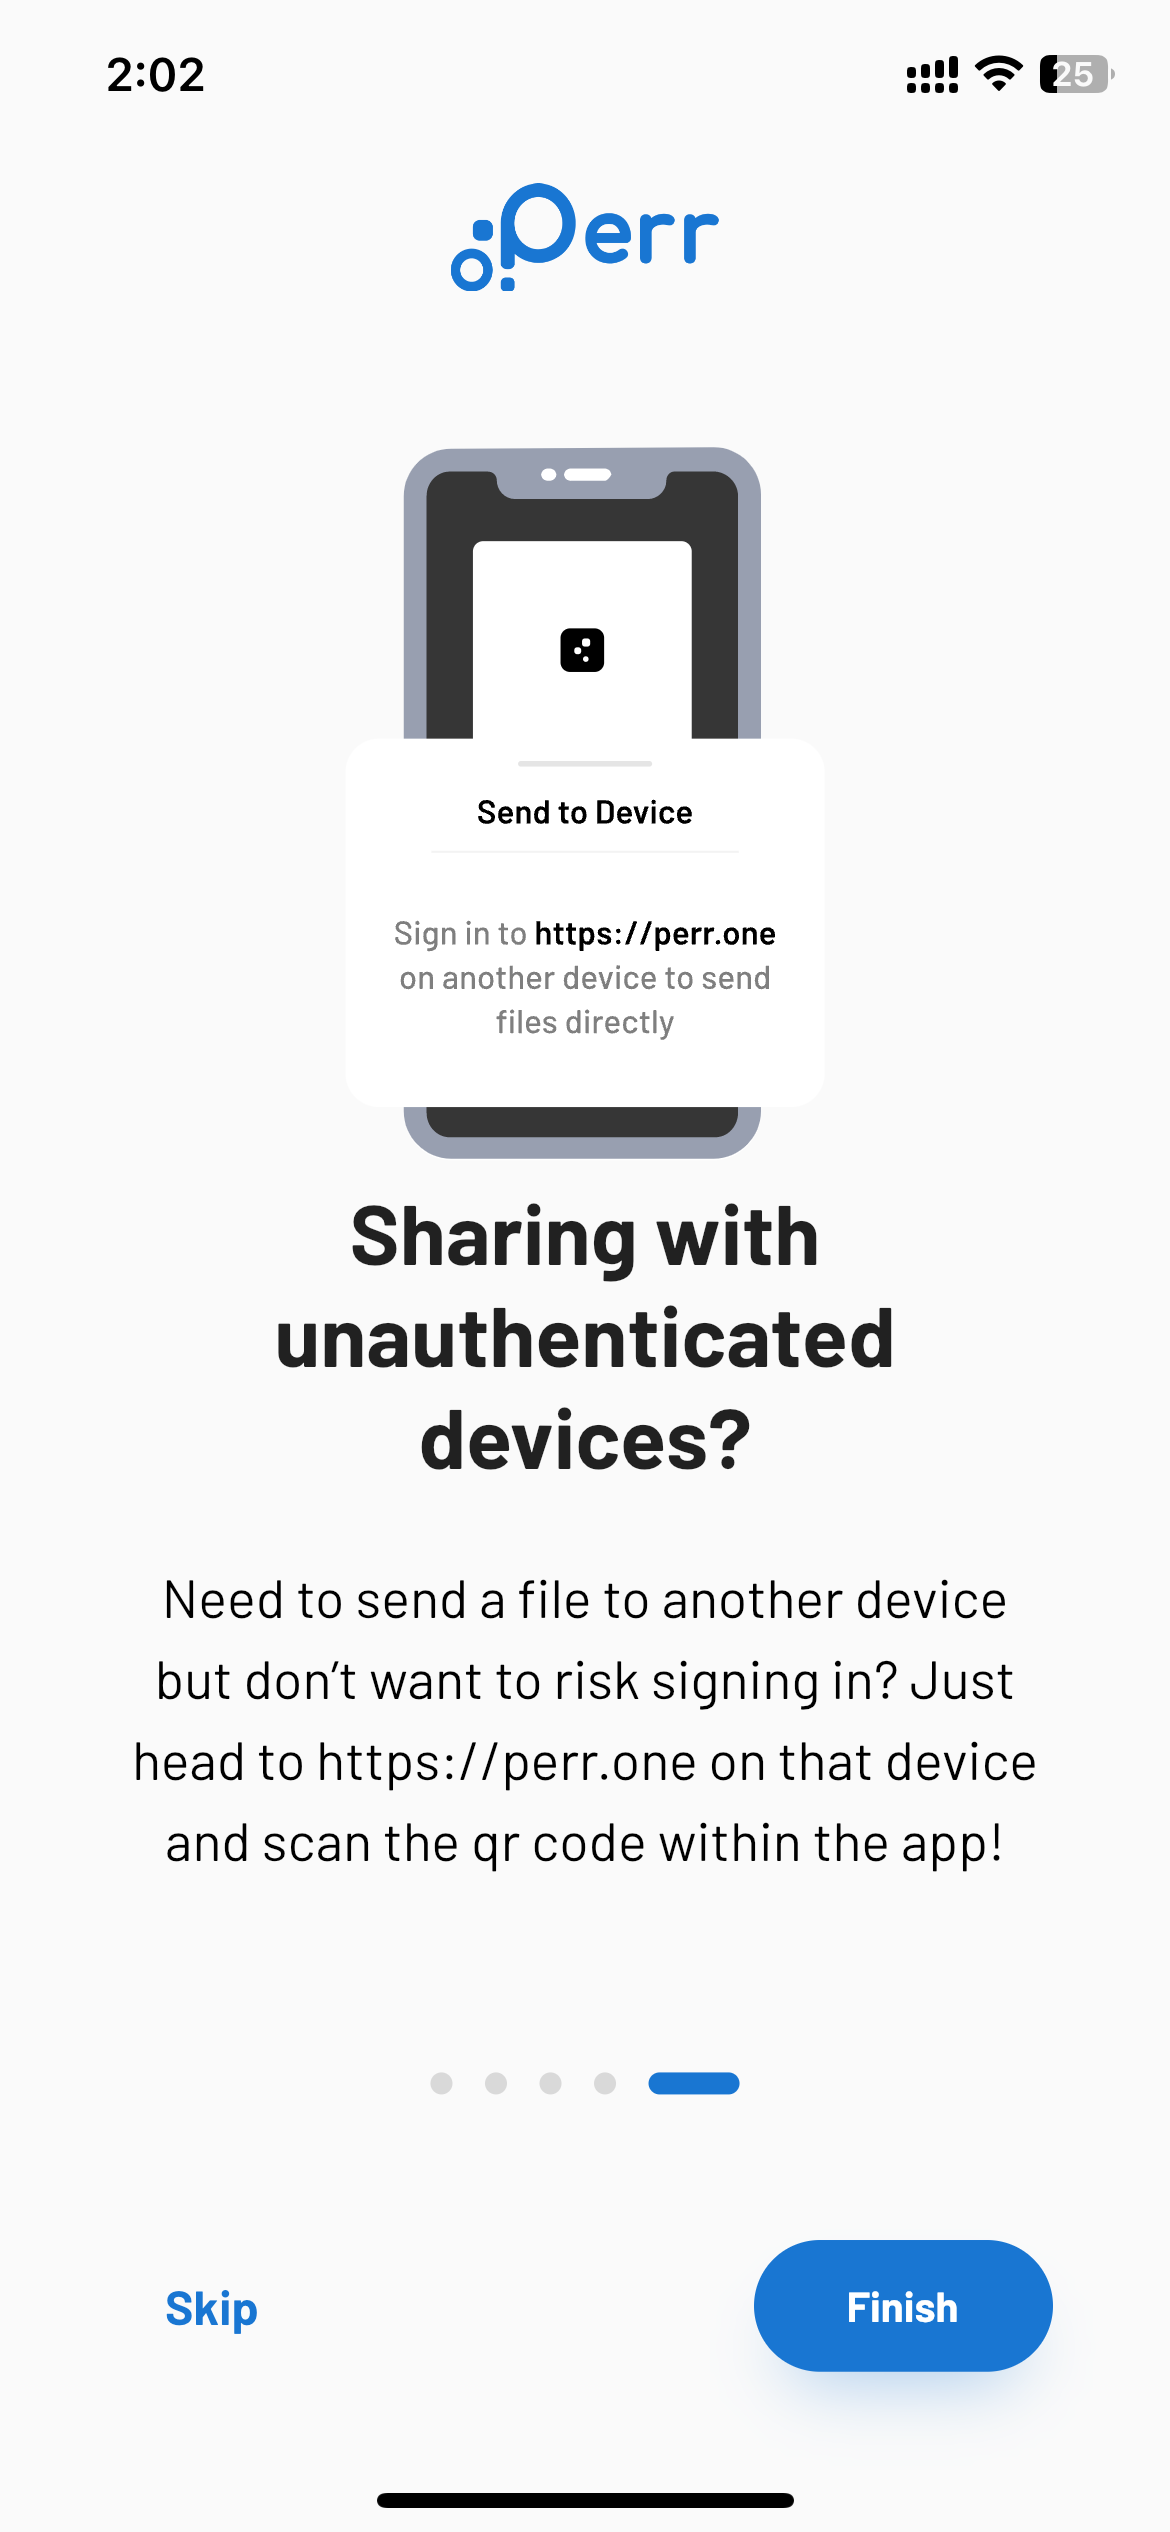 2:02
25
Perr
Send to Device
Sign in to https://perr.one
on another device to send
files directly
Sharing with
unauthenticated
devices?
Need to send a file to another device
but don’t want to risk signing in? Just
head to https://perr.one on that device
and scan the qr code within the app!
Skip
Finish